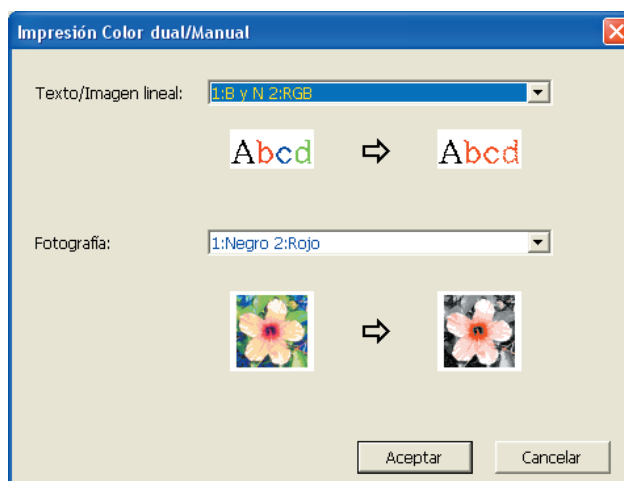 Impresión Color dual/Manual
Texto/Imagen lineal:
1:B y N 2:RGB
Abcd
Abcd
Fotografía:
1:Negro 2:Rojo
Aceptar
Cancelar